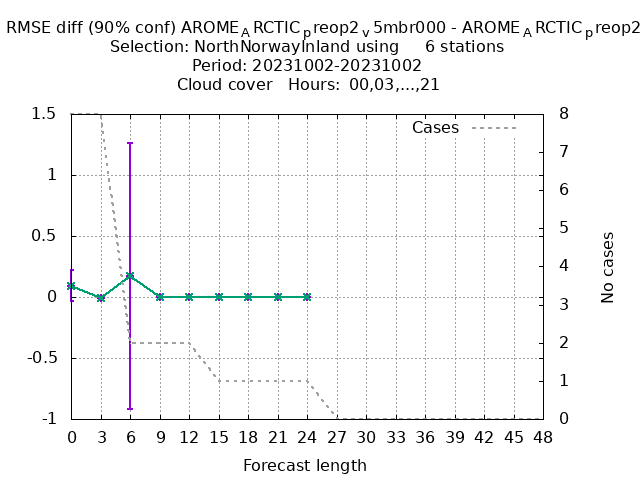 RMSE diff (90% conf) AROME_ARCTIC_preop2_v5mbr000 - AROME_ARCTIC_preop2
Selection: NorthNorwayInland using 6 stations
Period: 20231002-20231002
Cloud cover Hours: 00,03,...,21
Cases
1.5
1
0.5
0
-0.5
-1
8
7
6
5
4
3
2
1
0
No cases
0 3 6 9 12 15 18 21 24 27 30 33 36 39 42 45 48
Forecast length